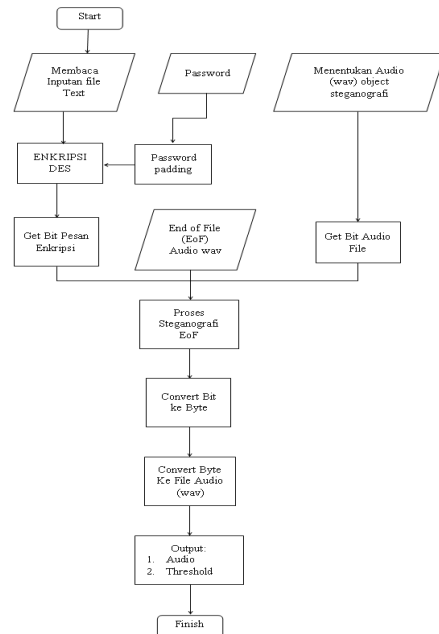 Start
Membaca
Inputan file
Text
Password
Menentukan Audio
(wav) object
steganografi
ENKRIPSI
DES
Password
padding
Get Bit Pesan
Enkripsi
End of File
(EoF)
Audio wav
Get Bit Audio
File
Proses
Steganografi
EoF
Convert Bit
ke Byte
Convert Byte
Ke File Audio
(wav)
Output:
1. Audio
2. Threshold
Finish